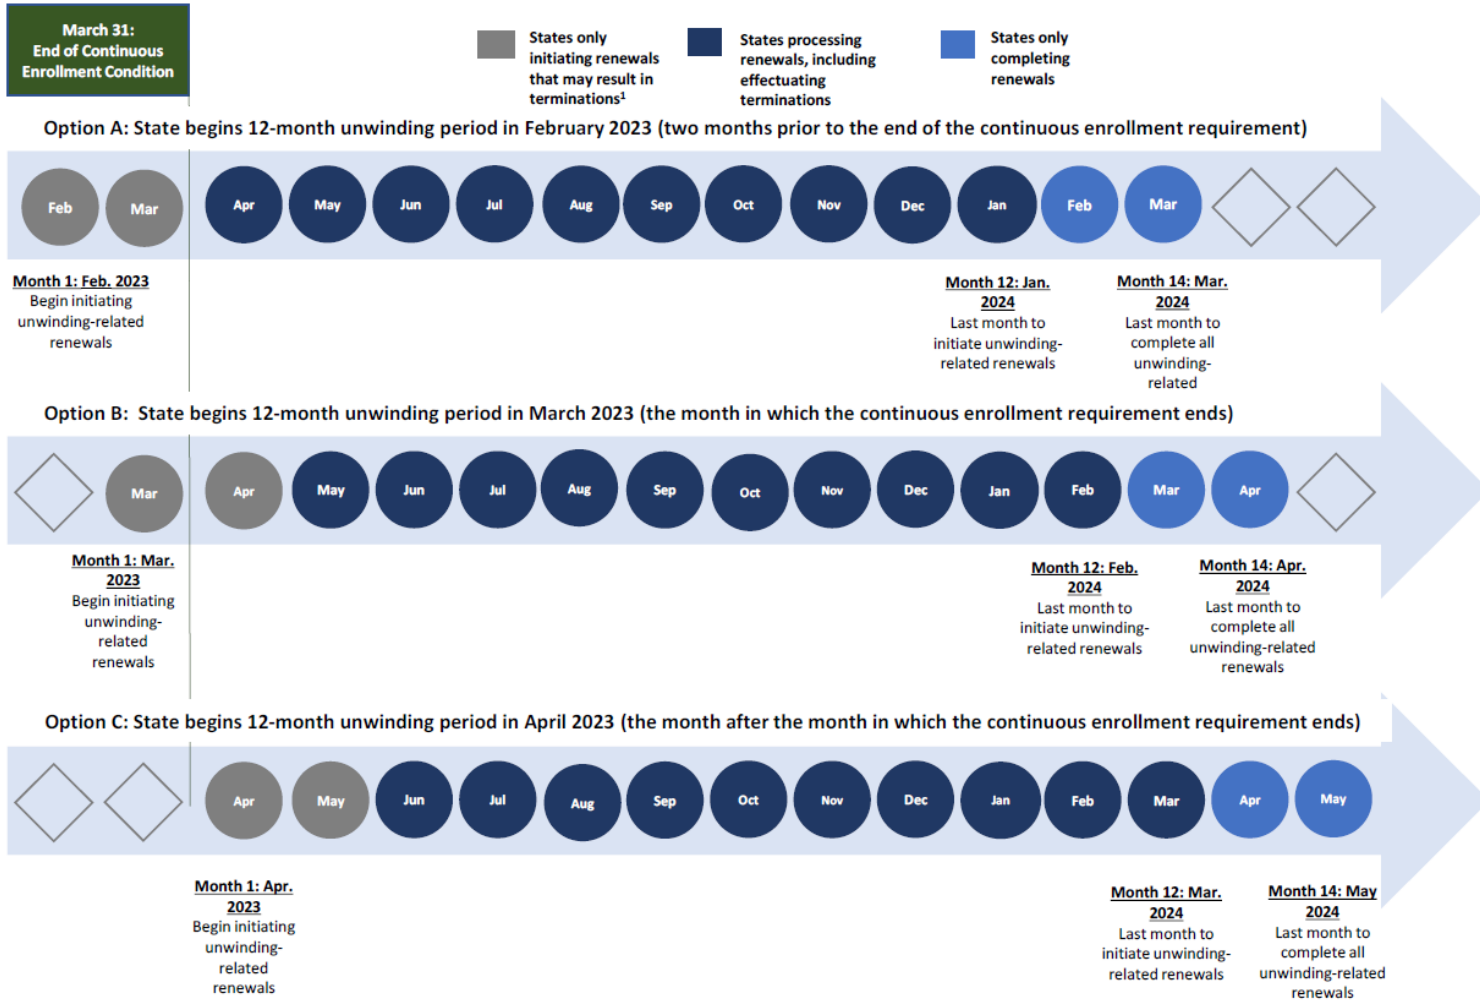 March 31:
End of Continuous
Enrollment Condition
States only
initiating renewals
that may result in
terminations¹
States processing
renewals, including
effectuating
terminations
States only
completing
renewals
Option A: State begins 12-month unwinding period in February 2023 (two months prior to the end of the continuous enrollment requirement)
Feb Mar Apr May Jun Jul Aug Sep Oct Nov Dec Jan Feb Mar
Month 1: Feb. 2023
Begin initiating
unwinding-related
renewals
Month 12: Jan.
2024
Last month to
initiate unwinding-
related renewals
Month 14: Mar.
2024
Last month to
complete all
unwinding-
related
Option B: State begins 12-month unwinding period in March 2023 (the month in which the continuous enrollment requirement ends)
Mar Apr May Jun Jul Aug Sep Oct Nov Dec Jan Feb Mar Apr
Month 1: Mar.
2023
Begin initiating
unwinding-
related
renewals
Month 12: Feb.
2024
Last month to
initiate unwinding-
related renewals
Month 14: Apr.
2024
Last month to
complete all
unwinding-related
renewals
Option C: State begins 12-month unwinding period in April 2023 (the month after the month in which the continuous enrollment requirement ends)
Apr May Jun Jul Aug Sep Oct Nov Dec Jan Feb Mar Apr May
Month 1: Apr.
2023
Begin initiating
unwinding-
related
renewals
Month 12: Mar.
2024
Last month to
initiate unwinding-
related renewals
Month 14: May
2024
Last month to
complete all
unwinding-related
renewals